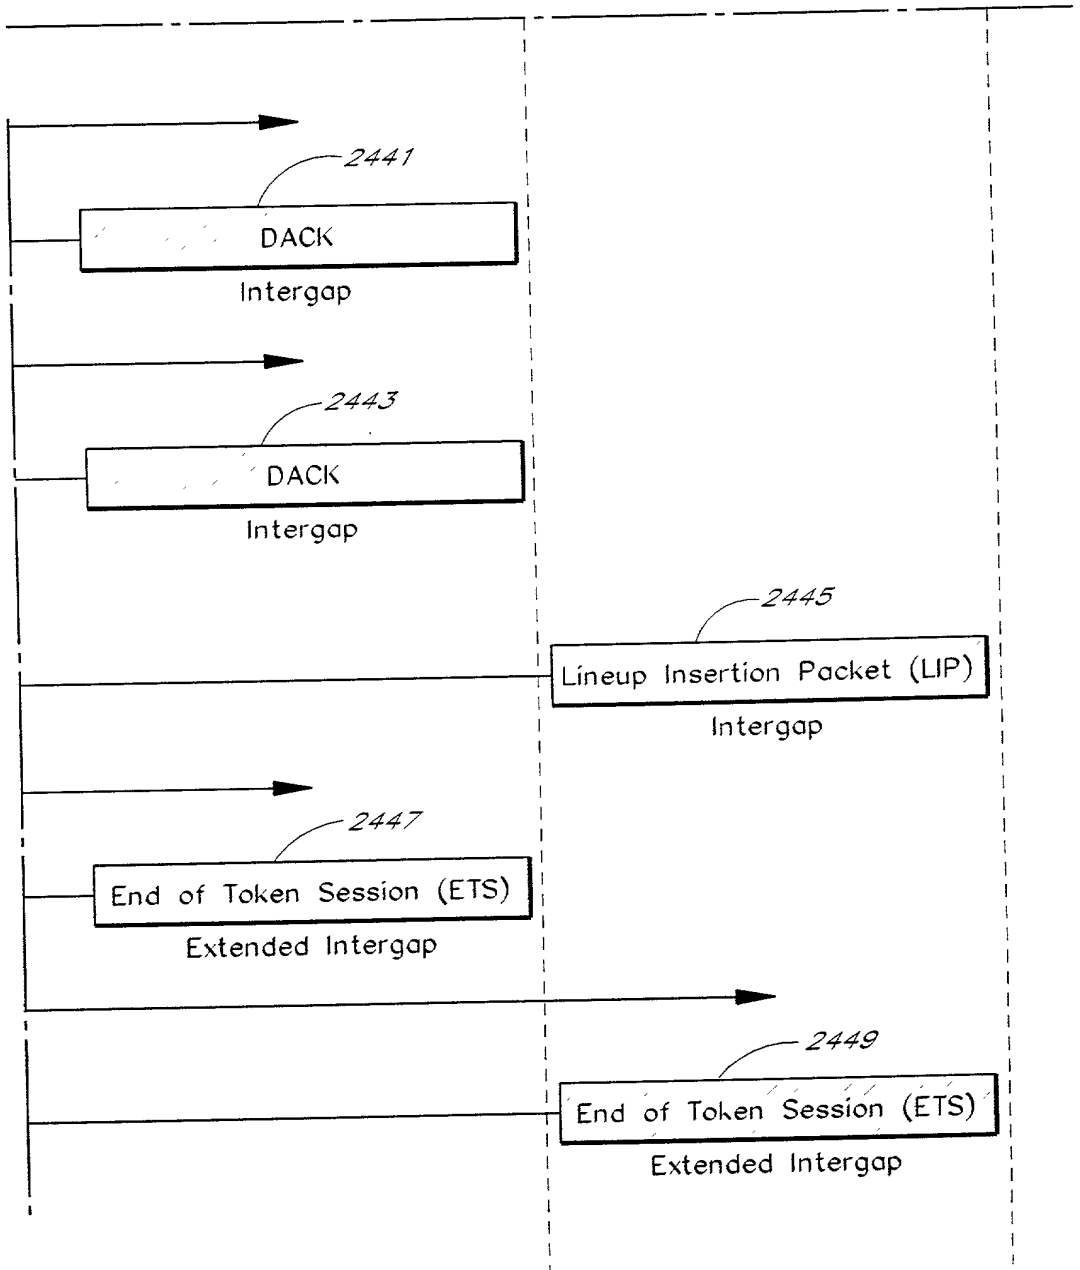 2441
DACK
Intergap
2443
DACK
Intergap
2445
Lineup Insertion Packet (LIP)
Intergap
2447
End of Token Session (ETS)
Extended Intergap
2449
End of Token Session (ETS)
Extended Intergap